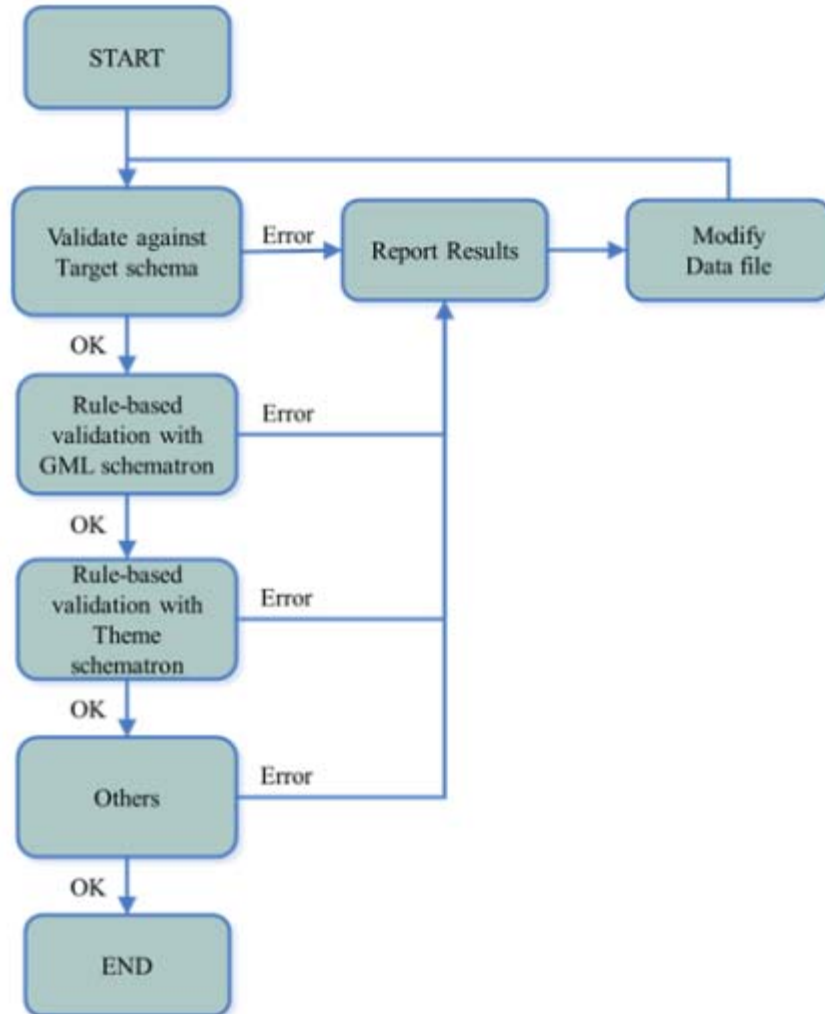 START
Validate against
Target schema
Error
Report Results
Modify
Data file
OK
Rule-based
validation with
GML schematron
Error
OK
Rule-based
validation with
Theme
schematron
Error
OK
Others
Error
OK
END